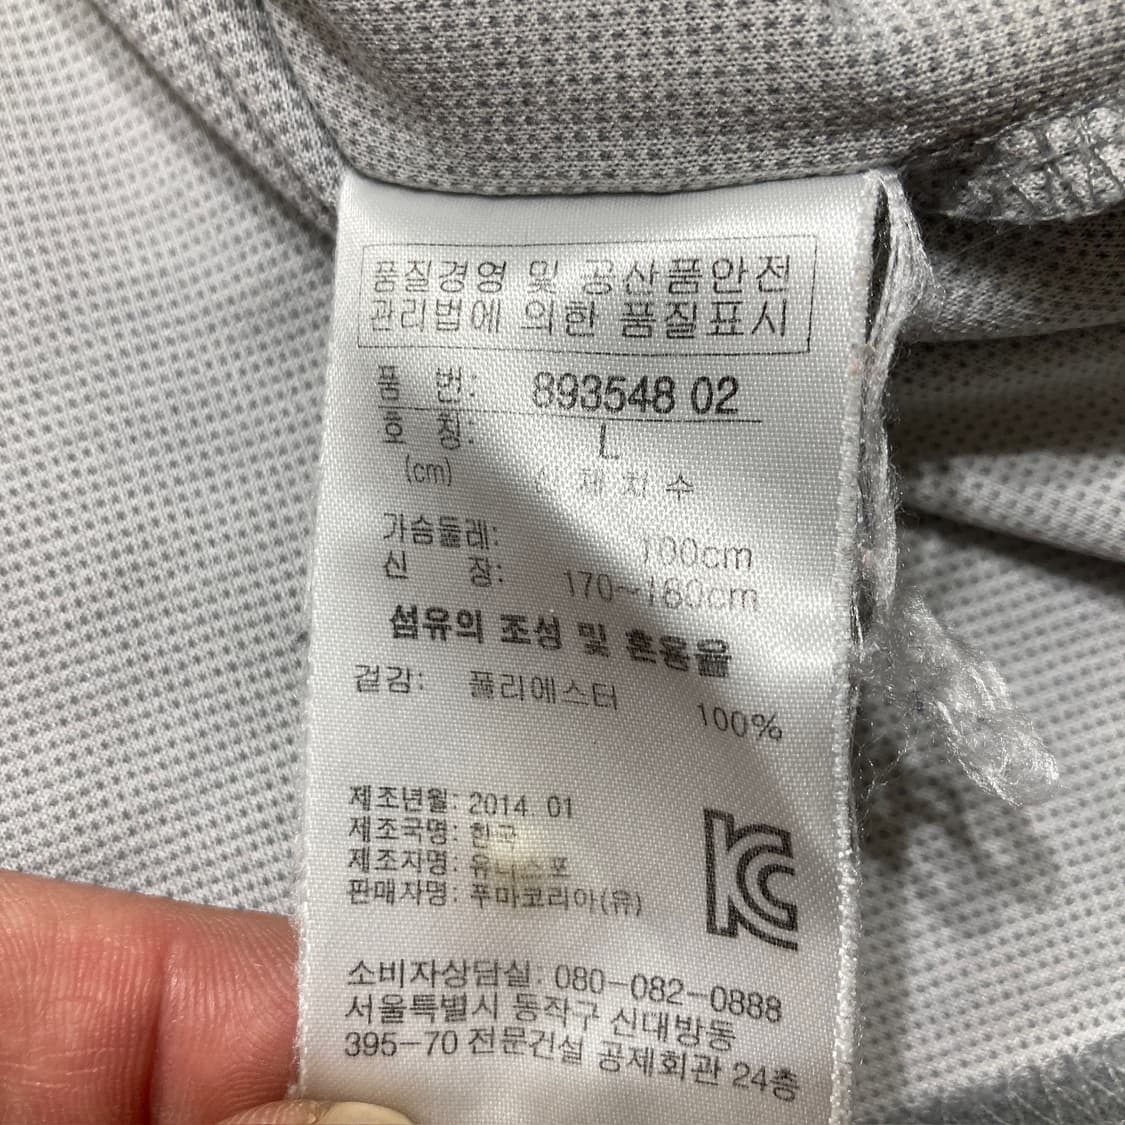 품질경영 및 공산품안전
관리법에 의한 품질표시
품 번: 893548 02
호 칭: L
(cm) 신체치수
가슴둘레: 100cm
신 장: 170~180cm
섬유의 조성 및 혼용율
겉감: 폴리에스터 100%
제조년월: 2014. 01
제조국명: 한국
제조자명:
판매자명: 푸마코리아(유)
KC
소비자상담실: 080-082-0888
서울특별시 동작구 신대방동
395-70 전문건설 공제회관 24층